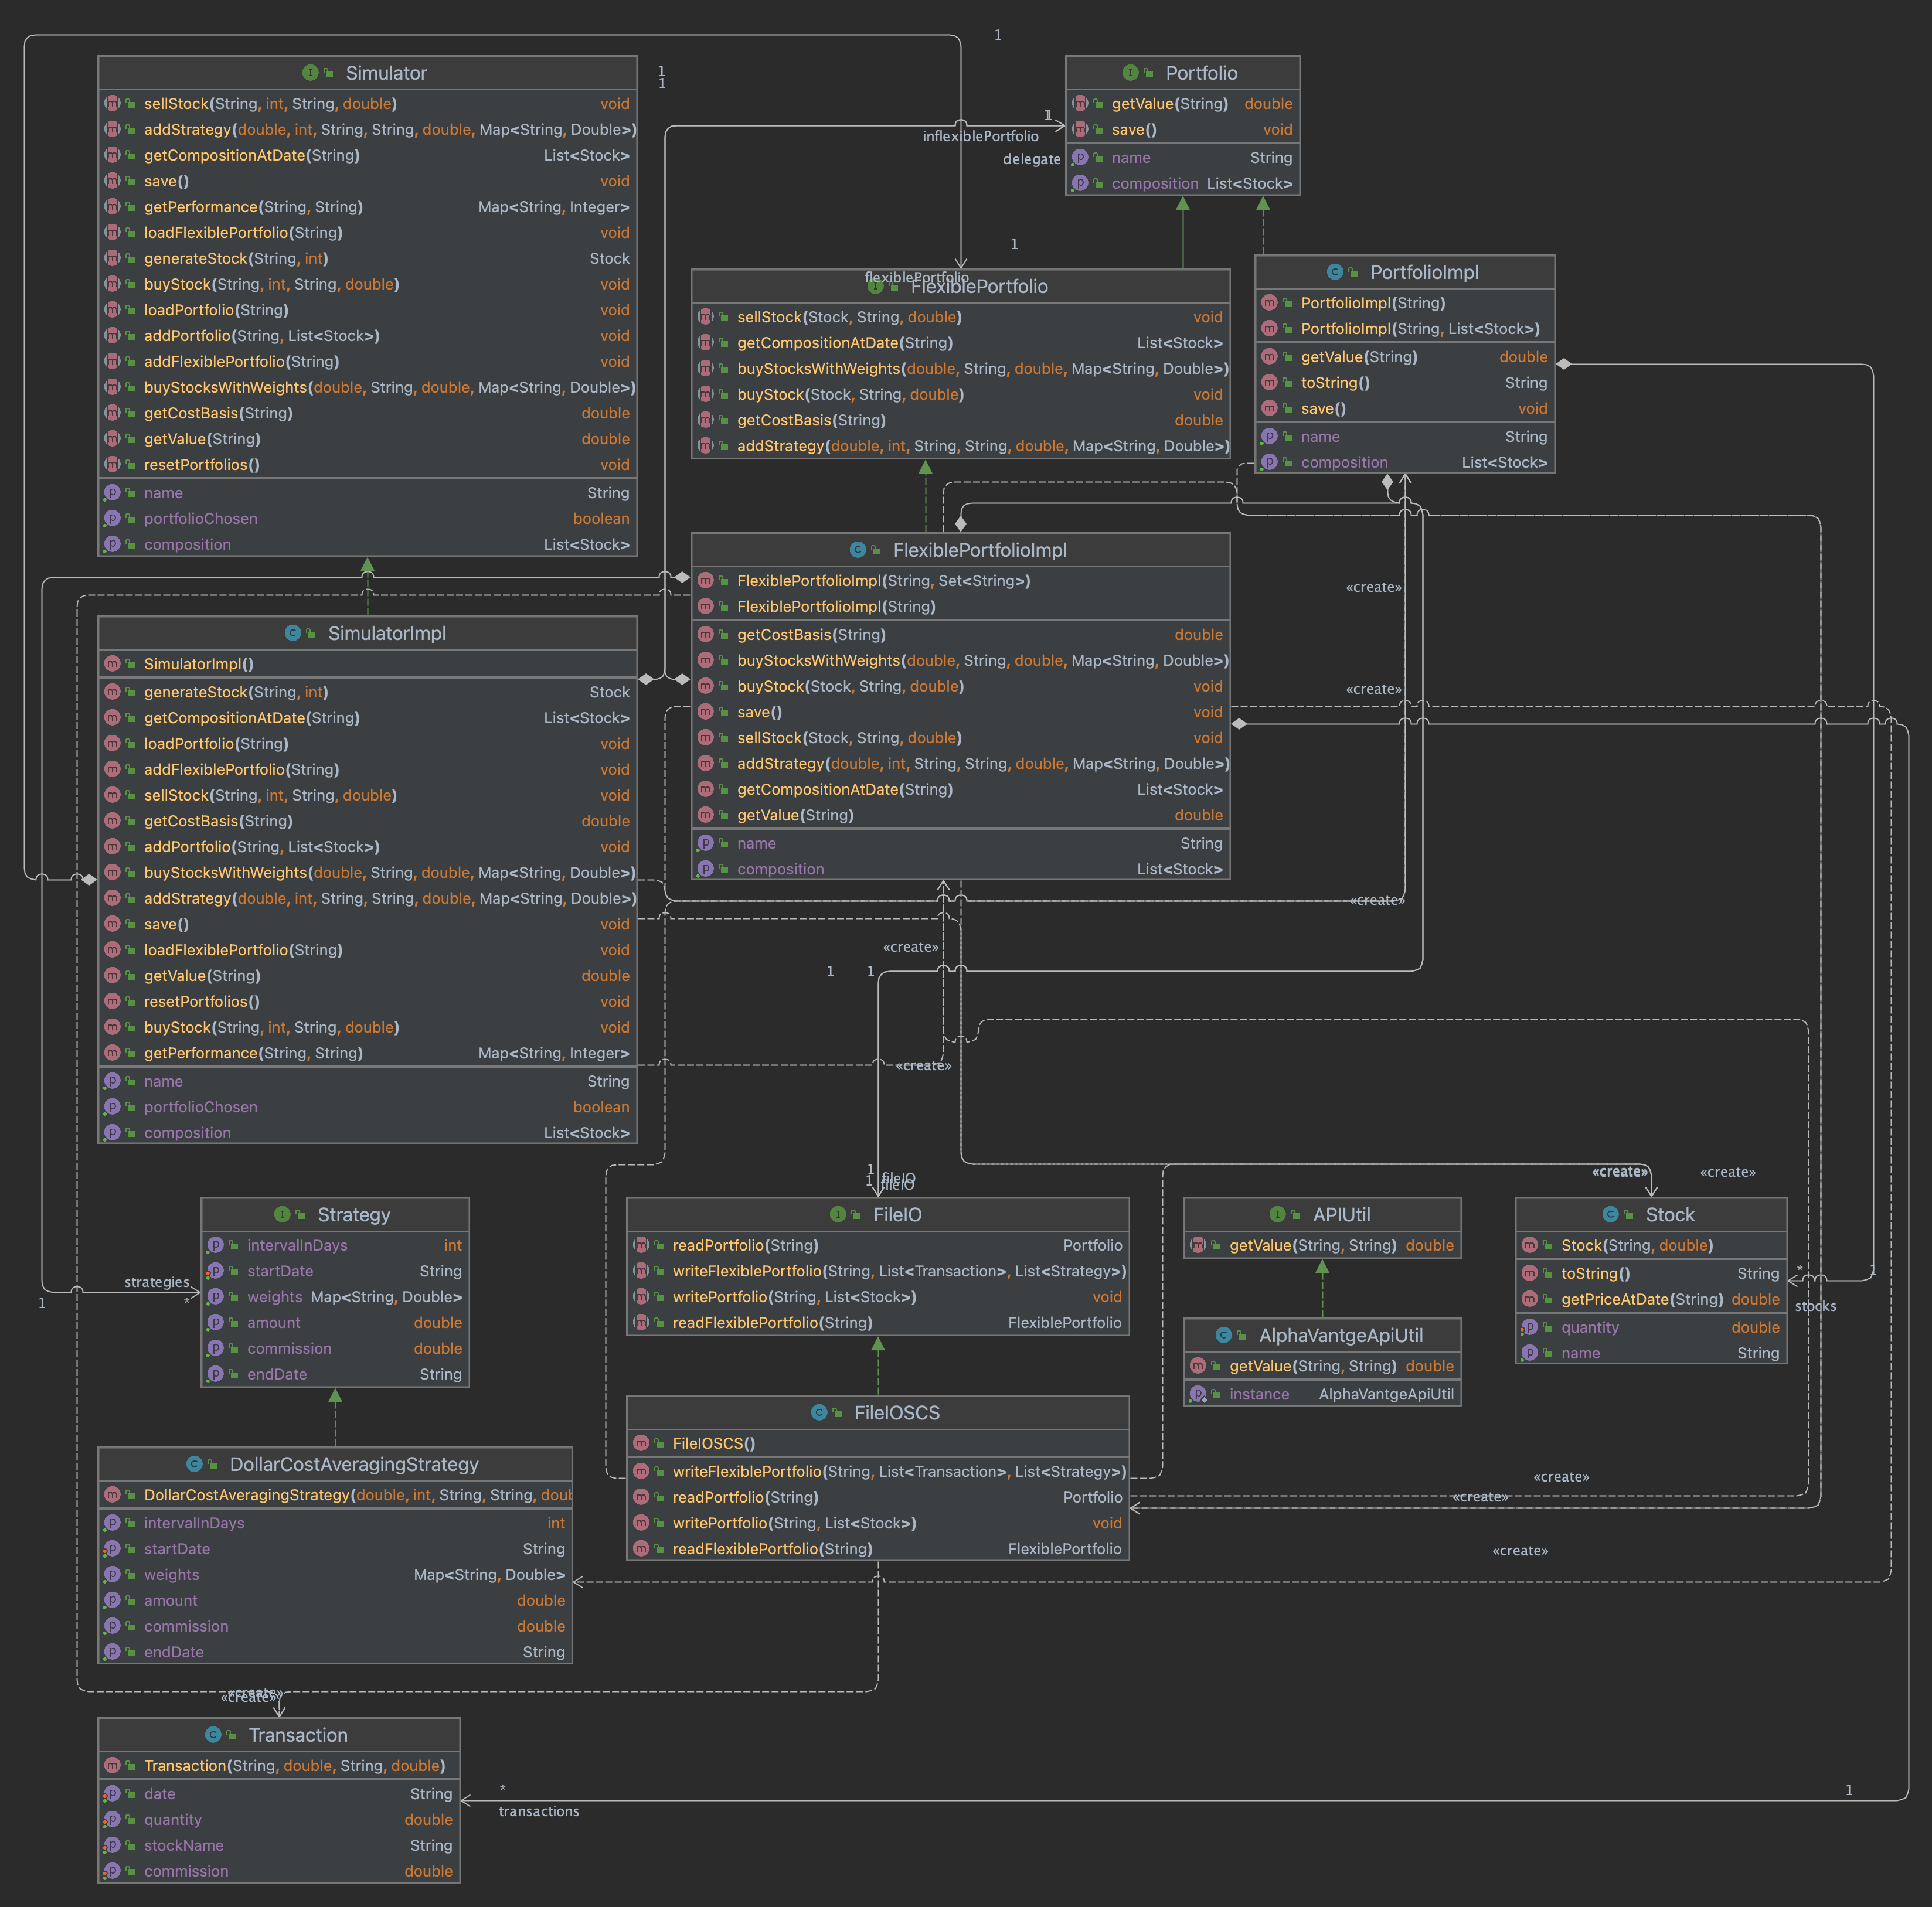 1
Simulator
sellStock(String, int, String, double) void
addStrategy(double, int, String, String, double, Map<String, Double>)
getCompositionAtDate(String) List<Stock>
save() void
getPerformance(String, String) Map<String, Integer>
loadFlexiblePortfolio(String) void
generateStock(String, int) Stock
buyStock(String, int, String, double) void
loadPortfolio(String) void
addPortfolio(String, List<Stock>) void
addFlexiblePortfolio(String) void
buyStocksWithWeights(double, String, double, Map<String, Double>)
getCostBasis(String) double
getValue(String) double
resetPortfolios() void
name String
portfolioChosen boolean
composition List<Stock>
1
1
Portfolio
getValue(String) double
save() void
name String
composition List<Stock>
1
inflexiblePortfolio
delegate
1
flexiblePortfolio
FlexiblePortfolio
sellStock(Stock, String, double) void
getCompositionAtDate(String) List<Stock>
buyStocksWithWeights(double, String, double, Map<String, Double>)
buyStock(Stock, String, double) void
getCostBasis(String) double
addStrategy(double, int, String, String, double, Map<String, Double>)
PortfolioImpl
PortfolioImpl(String)
PortfolioImpl(String, List<Stock>)
getValue(String) double
toString() String
save() void
name String
composition List<Stock>
FlexiblePortfolioImpl
FlexiblePortfolioImpl(String, Set<String>)
FlexiblePortfolioImpl(String)
getCostBasis(String) double
buyStocksWithWeights(double, String, double, Map<String, Double>)
buyStock(Stock, String, double) void
save() void
sellStock(Stock, String, double) void
addStrategy(double, int, String, String, double, Map<String, Double>)
getCompositionAtDate(String) List<Stock>
getValue(String) double
name String
composition List<Stock>
«create»
«create»
«create»
SimulatorImpl
SimulatorImpl()
generateStock(String, int) Stock
getCompositionAtDate(String) List<Stock>
loadPortfolio(String) void
addFlexiblePortfolio(String) void
sellStock(String, int, String, double) void
getCostBasis(String) double
addPortfolio(String, List<Stock>) void
buyStocksWithWeights(double, String, double, Map<String, Double>)
addStrategy(double, int, String, String, double, Map<String, Double>)
save() void
loadFlexiblePortfolio(String) void
getValue(String) double
resetPortfolios() void
buyStock(String, int, String, double) void
getPerformance(String, String) Map<String, Integer>
name String
portfolioChosen boolean
composition List<Stock>
«create»
1 1
«create»
1
fileIO
1
fileIO
«create» «create»
Strategy
intervalInDays int
startDate String
weights Map<String, Double>
amount double
commission double
endDate String
strategies
*
1
FileIO
readPortfolio(String) Portfolio
writeFlexiblePortfolio(String, List<Transaction>, List<Strategy>)
writePortfolio(String, List<Stock>) void
readFlexiblePortfolio(String) FlexiblePortfolio
APIUtil
getValue(String, String) double
Stock
Stock(String, double)
toString() String
getPriceAtDate(String) double
quantity double
name String
* 1
stocks
AlphaVantgeApiUtil
getValue(String, String) double
instance AlphaVantgeApiUtil
FileIOSCS
FileIOSCS()
writeFlexiblePortfolio(String, List<Transaction>, List<Strategy>)
readPortfolio(String) Portfolio
writePortfolio(String, List<Stock>) void
readFlexiblePortfolio(String) FlexiblePortfolio
«create»
«create»
«create»
DollarCostAveragingStrategy
DollarCostAveragingStrategy(double, int, String, String, doub
intervalInDays int
startDate String
weights Map<String, Double>
amount double
commission double
endDate String
«create»
«create»
Transaction
Transaction(String, double, String, double)
date String
quantity double
stockName String
commission double
* 1
transactions